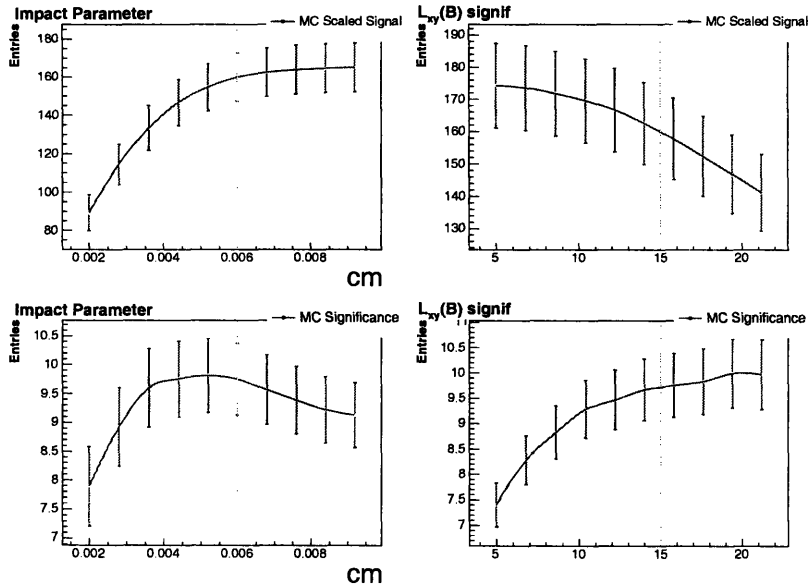 Impact Parameter
MC Scaled Signal
Entries
180
160
140
120
100
80
0.002 0.004 0.006 0.008
cm
Lxy(B) signif
MC Scaled Signal
Entries
190
180
170
160
150
140
130
5 10 15 20
Impact Parameter
MC Significance
Entries
10.5
10
9.5
9
8.5
8
7.5
7
0.002 0.004 0.006 0.008
cm
Lxy(B) signif
MC Significance
Entries
11
10.5
10
9.5
9
8.5
8
7.5
7
5 10 15 20